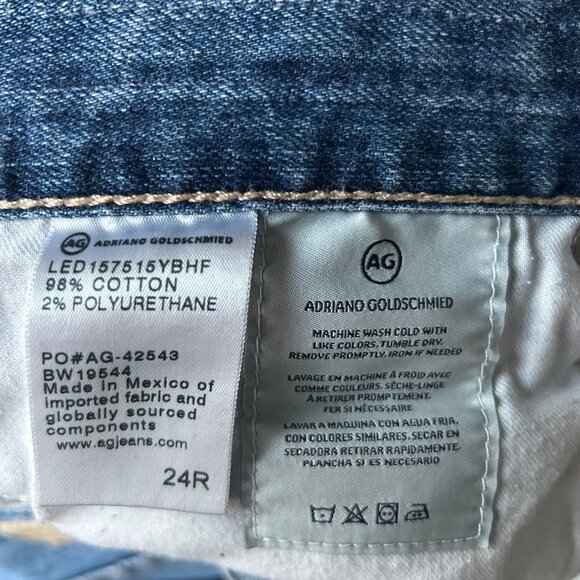 AG ADRIANO GOLDSCHMIED
LED157515YBHF
98% COTTON
2% POLYURETHANE
PO#AG-42543
BW19544
Made in Mexico of
imported fabric and
globally sourced
components
www.agjeans.com
24R
AG
ADRIANO GOLDSCHMIED
MACHINE WASH COLD WITH
LIKE COLORS, TUMBLE DRY.
REMOVE PROMPTLY. IRON IF NEEDED
LAVAGE EN MACHINE À FROID AVEC
COMME COULEURS. SÈCHE-LINGE
À RETIRER PROMPTEMENT.
FER SI NÉCESSAIRE
LAVAR A MAQUINA CON AGUA FRIA,
CON COLORES SIMILARES. SECAR EN
SECADORA RETIRAR RAPIDAMENTE.
PLANCHA SI ES NECESSARIO